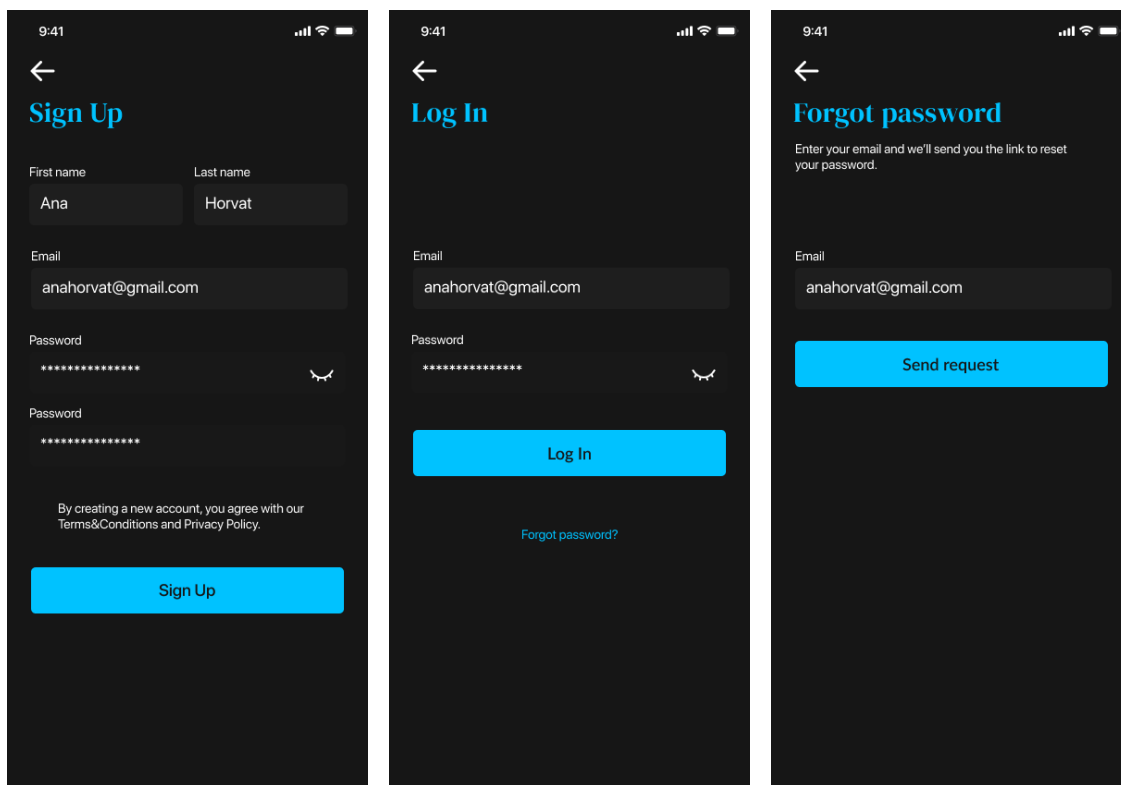 9:41
Sign Up
First name
Last name
Ana
Horvat
Email
anahorvat@gmail.com
Password
***************
Password
***************
By creating a new account, you agree with our
Terms&Conditions and Privacy Policy.
Sign Up
9:41
Log In
Email
anahorvat@gmail.com
Password
***************
Log In
Forgot password?
9:41
Forgot password
Enter your email and we'll send you the link to reset
your password.
Email
anahorvat@gmail.com
Send request